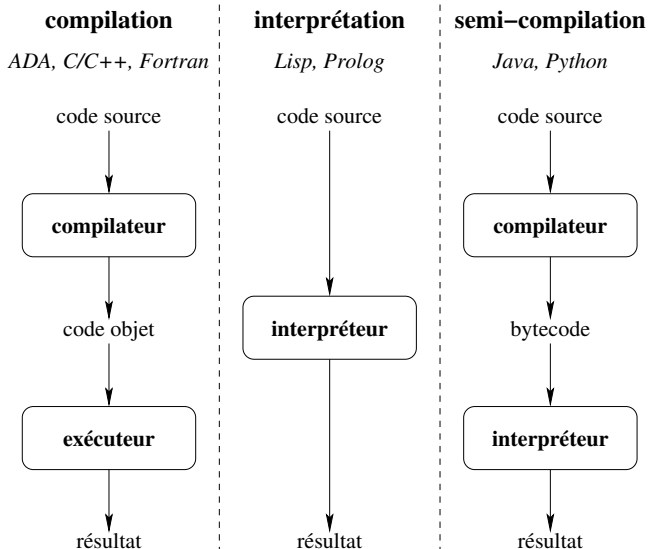 compilation
ADA, C/C++, Fortran
code source
compilateur
code objet
exécuteur
résultat
interprétation
Lisp, Prolog
code source
interpréteur
résultat
semi−compilation
Java, Python
code source
compilateur
bytecode
interpréteur
résultat